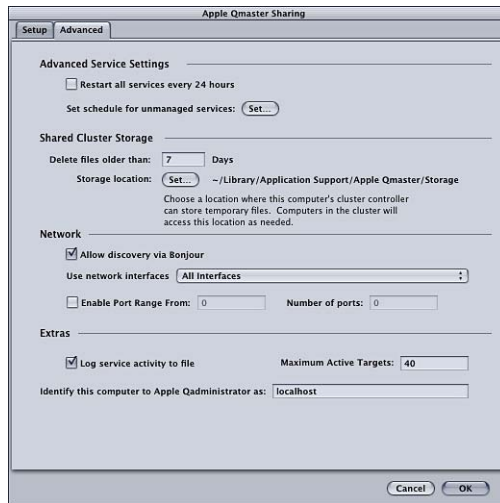 Apple Qmaster Sharing
Setup Advanced
Advanced Service Settings
Restart all services every 24 hours
Set schedule for unmanaged services: Set...
Shared Cluster Storage
Delete files older than: 7 Days
Storage location: Set... ~/Library/Application Support/Apple Qmaster/Storage
Choose a location where this computer's cluster controller
can store temporary files. Computers in the cluster will
access this location as needed.
Network
Allow discovery via Bonjour
Use network interfaces All Interfaces
Enable Port Range From: 0 Number of ports: 0
Extras
Log service activity to file Maximum Active Targets: 40
Identify this computer to Apple Qadministrator as: localhost
Cancel OK